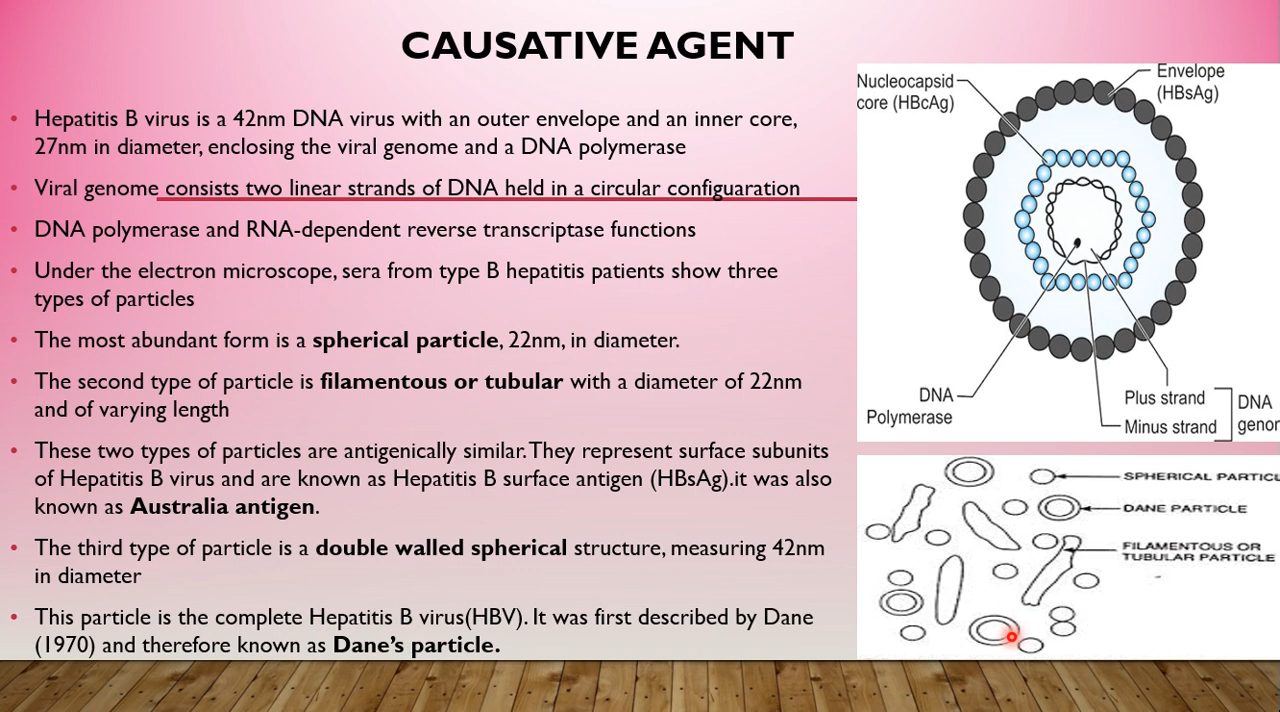 CAUSATIVE AGENT
• Hepatitis B virus is a 42nm DNA virus with an outer envelope and an inner core,
27nm in diameter, enclosing the viral genome and a DNA polymerase
• Viral genome consists two linear strands of DNA held in a circular configuaration
• DNA polymerase and RNA-dependent reverse transcriptase functions
• Under the electron microscope, sera from type B hepatitis patients show three
types of particles
• The most abundant form is a spherical particle, 22nm, in diameter.
• The second type of particle is filamentous or tubular with a diameter of 22nm
and of varying length
• These two types of particles are antigenically similar. They represent surface subunits
of Hepatitis B virus and are known as Hepatitis B surface antigen (HBsAg).it was also
known as Australia antigen.
• The third type of particle is a double walled spherical structure, measuring 42nm
in diameter
• This particle is the complete Hepatitis B virus(HBV). It was first described by Dane
(1970) and therefore known as Dane's particle.
Nucleocapsid
core (HBcAg)
Envelope
(HBsAg)
DNA
Polymerase
Plus strand
Minus strand
DNA
genor
SPHERICAL PARTICL
DANE PARTICLE
FILAMENTOUS OR
TUBULAR PARTICLE